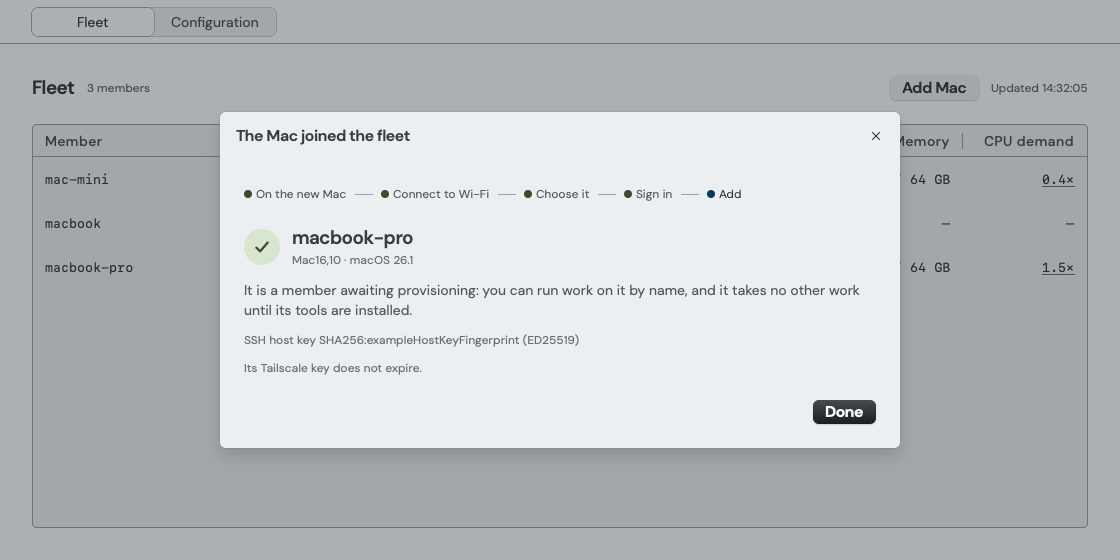 Fleet
Configuration
Fleet
3 members
Add Mac
Updated 14:32:05
Member
Memory
CPU demand
The Mac joined the fleet
×
On the new Mac
Connect to Wi-Fi
Choose it
Sign in
Add
mac-mini
64 GB
0.4×
macbook
—
—
macbook-pro
64 GB
1.5×
macbook-pro
Mac16,10 · macOS 26.1
It is a member awaiting provisioning: you can run work on it by name, and it takes no other work
until its tools are installed.
SSH host key SHA256:exampleHostKeyFingerprint (ED25519)
Its Tailscale key does not expire.
Done